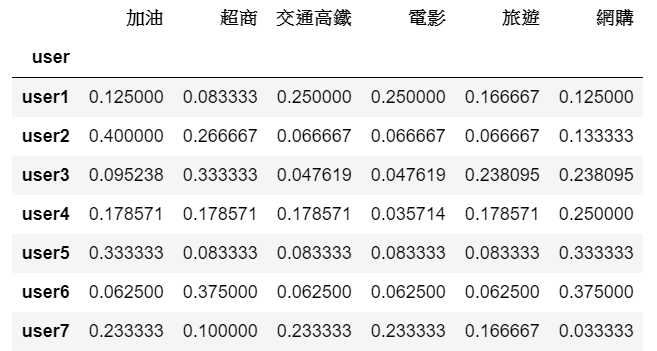 加油 超商 交通高鐵 電影 旅遊 網購
user
user1 0.125000 0.083333 0.250000 0.250000 0.166667 0.125000
user2 0.400000 0.266667 0.066667 0.066667 0.066667 0.133333
user3 0.095238 0.333333 0.047619 0.047619 0.238095 0.238095
user4 0.178571 0.178571 0.178571 0.035714 0.178571 0.250000
user5 0.333333 0.083333 0.083333 0.083333 0.083333 0.333333
user6 0.062500 0.375000 0.062500 0.062500 0.062500 0.375000
user7 0.233333 0.100000 0.233333 0.233333 0.166667 0.033333